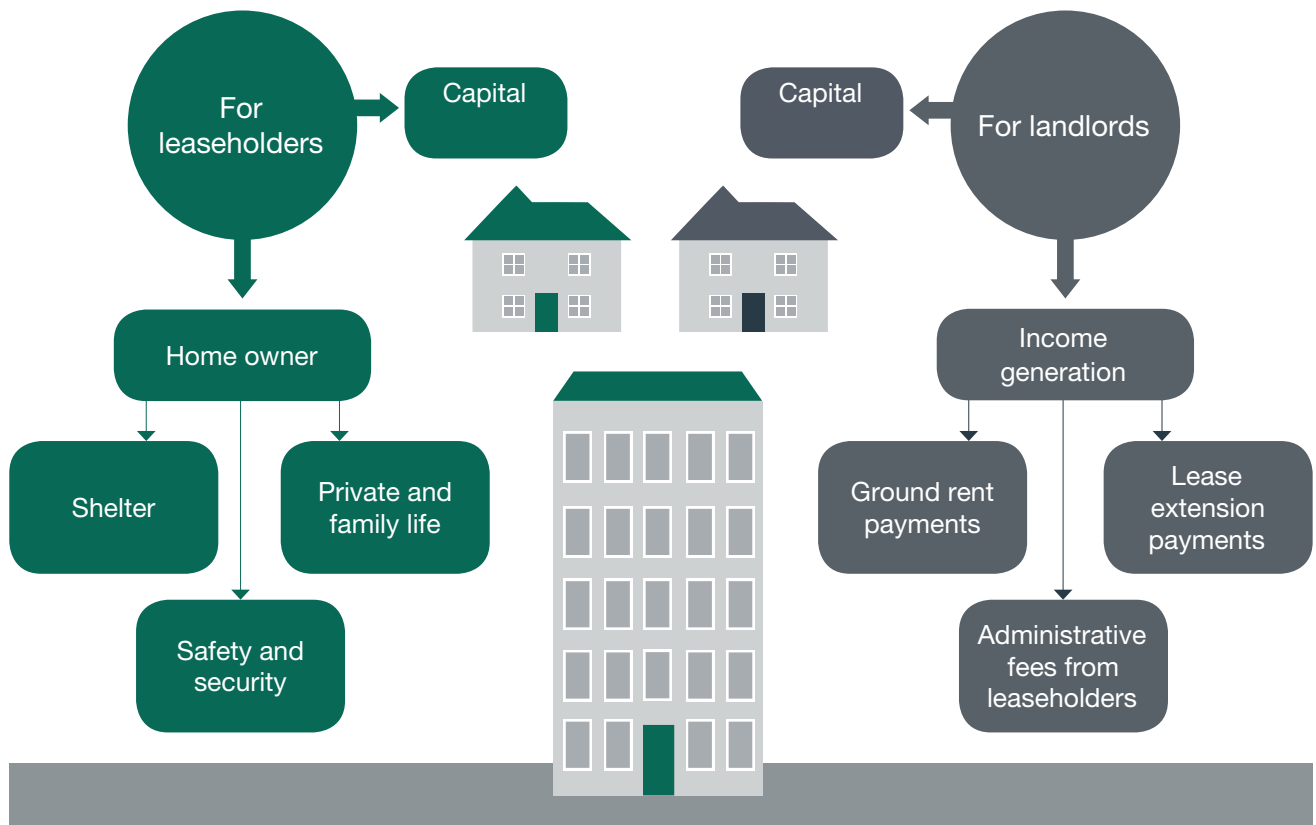 For
leaseholders
Capital
Home owner
Shelter
Private and
family life
Safety and
security
Capital
For landlords
Income
generation
Ground rent
payments
Lease
extension
payments
Administrative
fees from
leaseholders